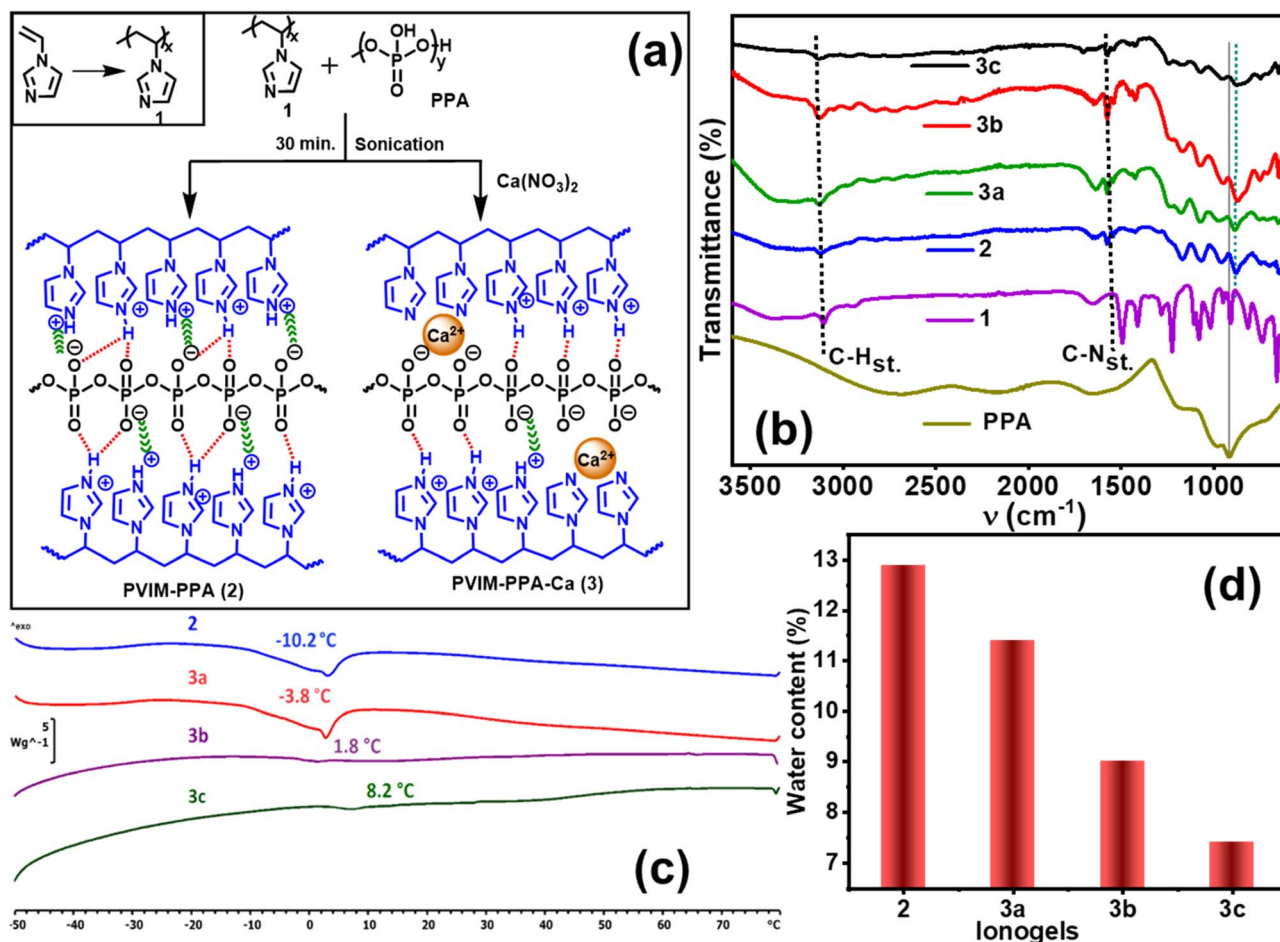 (a)
N
N
N
N
1
x
1
x
+
O
OH
P
O
O
H
y
PPA
30 min.
Sonication
Ca(NO3)2
Ca2+
Ca2+
PVIM-PPA (2)
PVIM-PPA-Ca (3)
(b)
Transmittance (%)
3c
3b
3a
2
1
PPA
C-Hst.
C-Nst.
3500 3000 2500 2000 1500 1000
ν (cm-1)
^exo
2
-10.2 °C
3a
-3.8 °C
5
Wg^-1
3b
1.8 °C
3c
8.2 °C
(c)
-50 -40 -30 -20 -10 0 10 20 30 40 50 60 70 °C
(d)
Water content (%)
13
12
11
10
9
8
7
2 3a 3b 3c
Ionogels